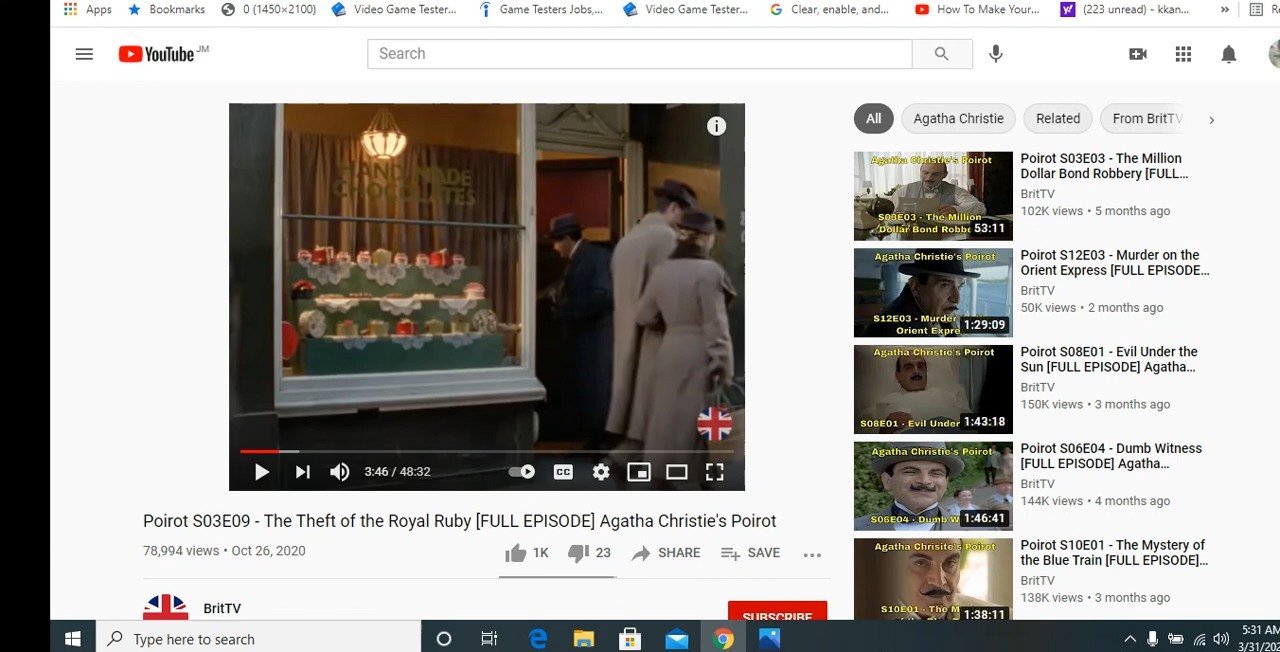 Apps
Bookmarks
0 (1450×2100)
Video Game Tester...
Game Testers Jobs,...
Video Game Tester...
Clear, enable, and...
How To Make Your...
(223 unread) - kkan...
»
YouTube JM
Search
HANDMADE
CHOCOLATES
i
3:46 / 48:32
CC
Poirot S03E09 - The Theft of the Royal Ruby [FULL EPISODE] Agatha Christie's Poirot
78,994 views • Oct 26, 2020
1K
23
SHARE
SAVE
BritTV
SUBSCRIBE
All
Agatha Christie
Related
From BritTV
Agatha Christie's Poirot
S03E03 - The Million
Dollar Bond Robbe
53:11
Poirot S03E03 - The Million
Dollar Bond Robbery [FULL...
BritTV
102K views • 5 months ago
Agatha Christie's Poirot
S12E03 - Murder
Orient Expre
1:29:09
Poirot S12E03 - Murder on the
Orient Express [FULL EPISODE...
BritTV
50K views • 2 months ago
Agatha Christie's Poirot
S08E01 - Evil Under
1:43:18
Poirot S08E01 - Evil Under the
Sun [FULL EPISODE] Agatha...
BritTV
150K views • 3 months ago
Agatha Christie's Poirot
S06E04 - Dumb W
1:46:41
Poirot S06E04 - Dumb Witness
[FULL EPISODE] Agatha...
BritTV
144K views • 4 months ago
Agatha Christie's Poirot
S10E01 - The M
1:38:11
Poirot S10E01 - The Mystery of
the Blue Train [FULL EPISODE]...
BritTV
138K views • 3 months ago
Type here to search
5:31 AM
3/31/202